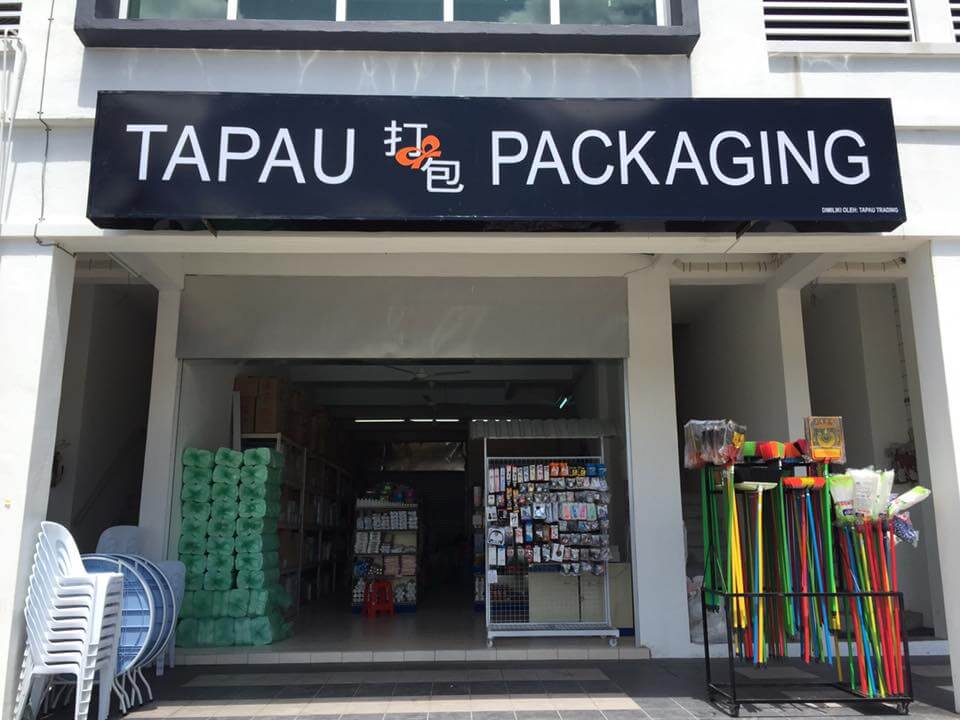 TAPAU 打包 PACKAGING
DIMILIKI OLEH: TAPAU TRADING